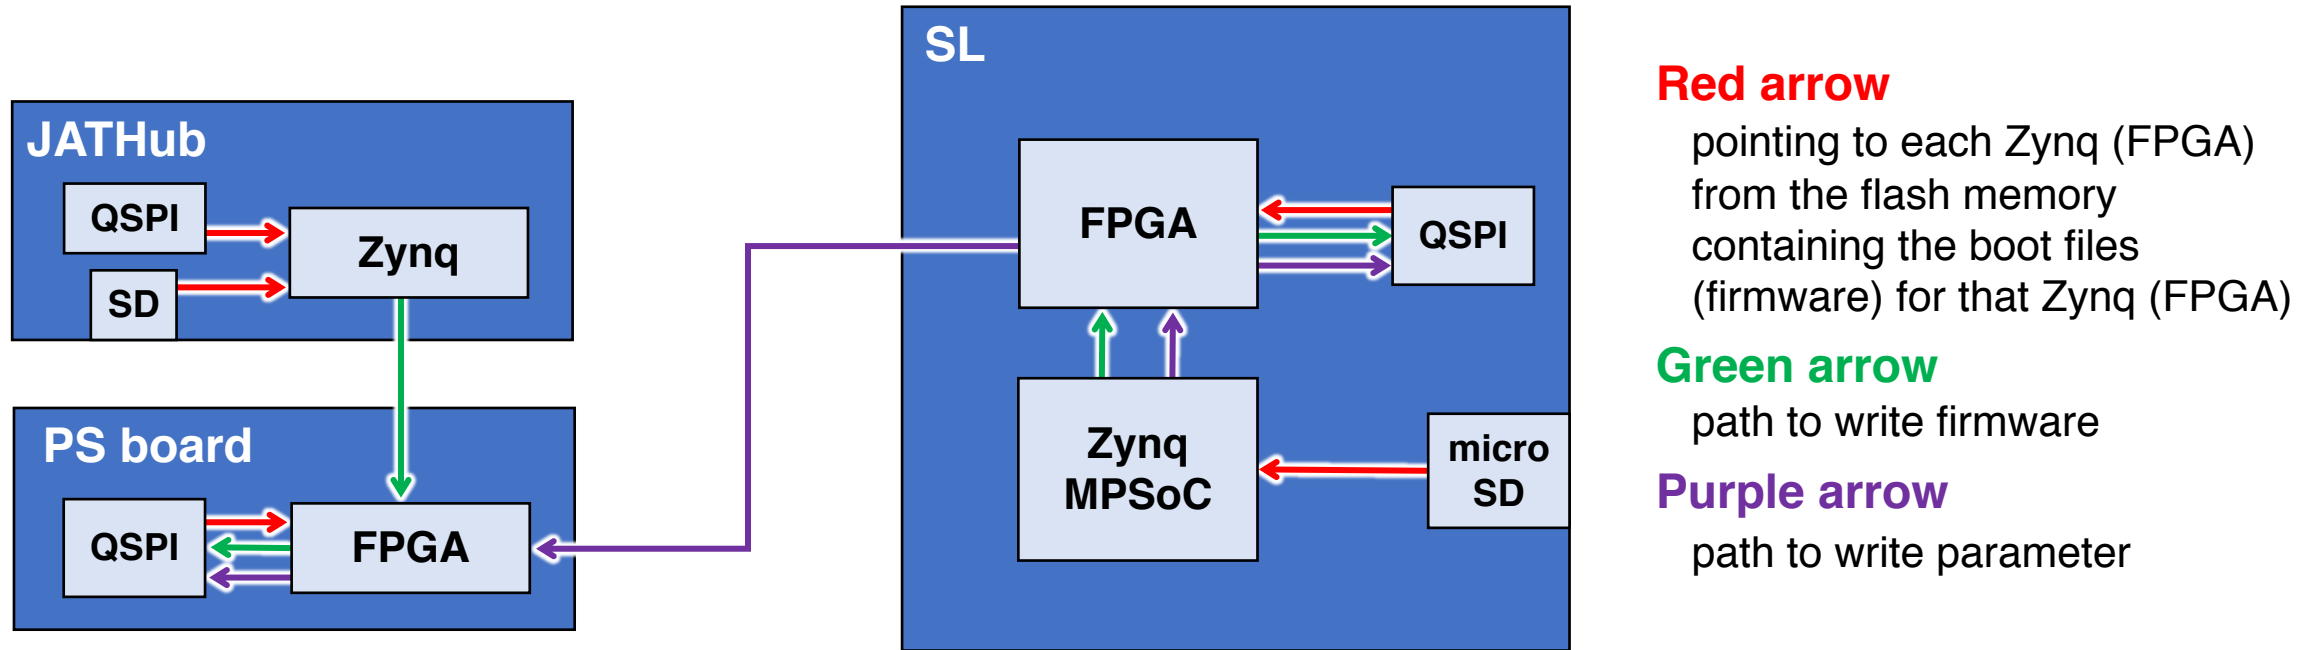 JATHub
QSPI
SD
Zynq
PS board
QSPI
FPGA
SL
FPGA
QSPI
Zynq
MPSoC
micro
SD
Red arrow
pointing to each Zynq (FPGA)
from the flash memory
containing the boot files
(firmware) for that Zynq (FPGA)
Green arrow
path to write firmware
Purple arrow
path to write parameter